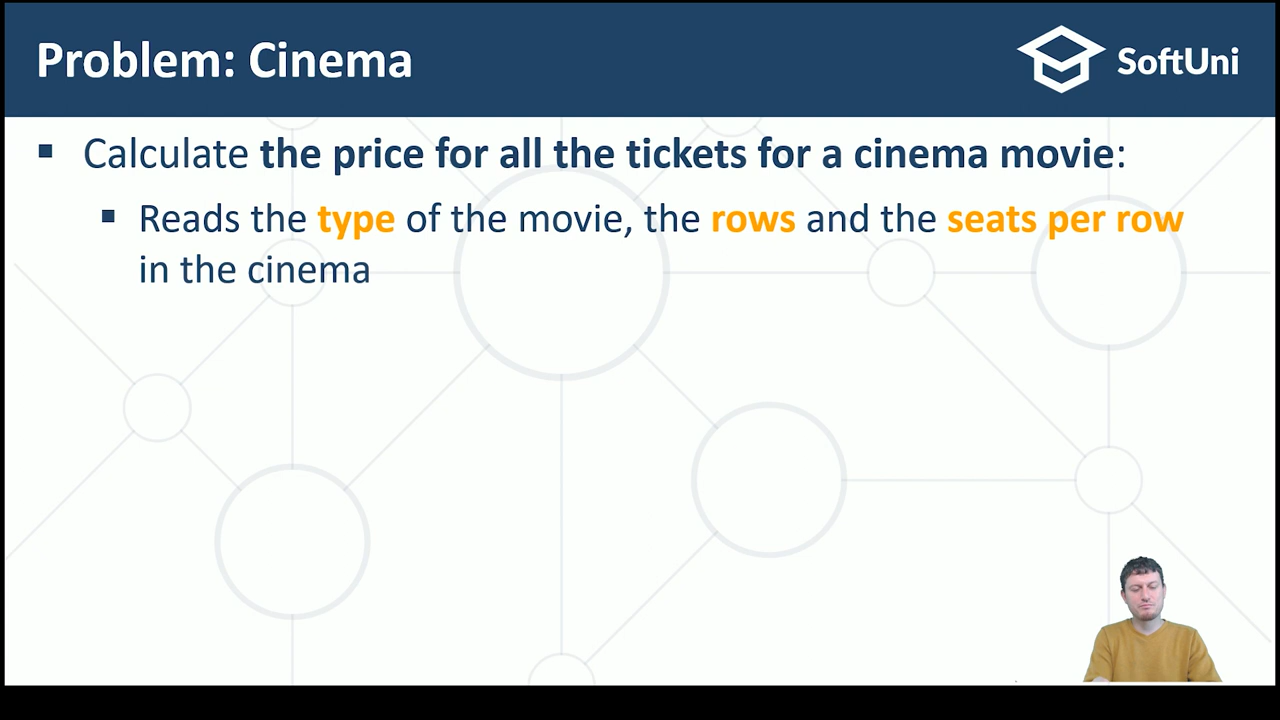 Problem: Cinema
SoftUni
Calculate the price for all the tickets for a cinema movie:
Reads the type of the movie, the rows and the seats per row
in the cinema